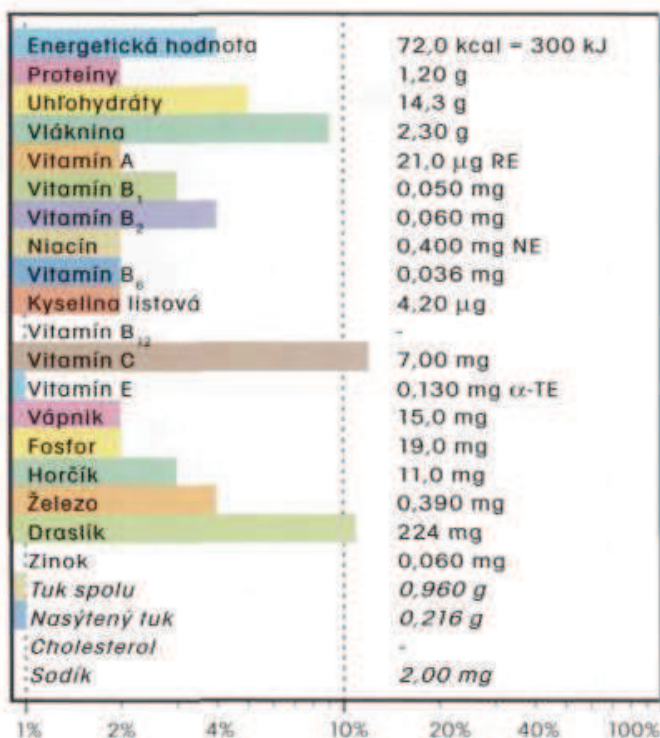 Energetická hodnota 72,0 kcal = 300 kJ
Proteíny 1,20 g
Uhľohydráty 14,3 g
Vláknina 2,30 g
Vitamín A 21,0 µg RE
Vitamín B1 0,050 mg
Vitamín B2 0,060 mg
Niacín 0,400 mg NE
Vitamín B6 0,036 mg
Kyselina listová 4,20 µg
Vitamín B12 -
Vitamín C 7,00 mg
Vitamín E 0,130 mg α-TE
Vápnik 15,0 mg
Fosfor 19,0 mg
Horčík 11,0 mg
Železo 0,390 mg
Draslík 224 mg
Zinok 0,060 mg
Tuk spolu 0,960 g
Nasýtený tuk 0,216 g
Cholesterol -
Sodík 2,00 mg
1% 2% 4% 10% 20% 40% 100%